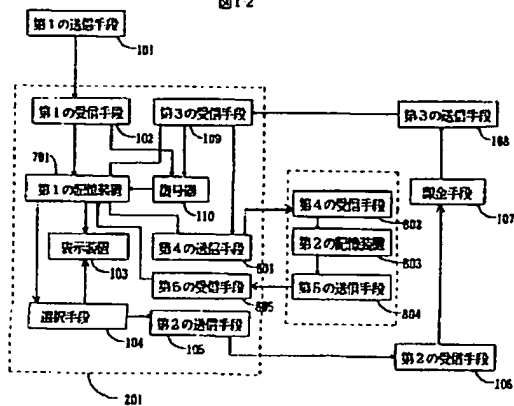 図12
第1の送信手段
101
第1の受信手段
102
第3の受信手段
109
第3の送信手段
108
701
第1の記憶装置
復号器
110
課金手段
107
第4の受信手段
802
表示装置
103
第4の送信手段
801
第2の記憶装置
803
第5の受信手段
805
第5の送信手段
804
選択手段
104
第2の送信手段
105
第2の受信手段
106
201